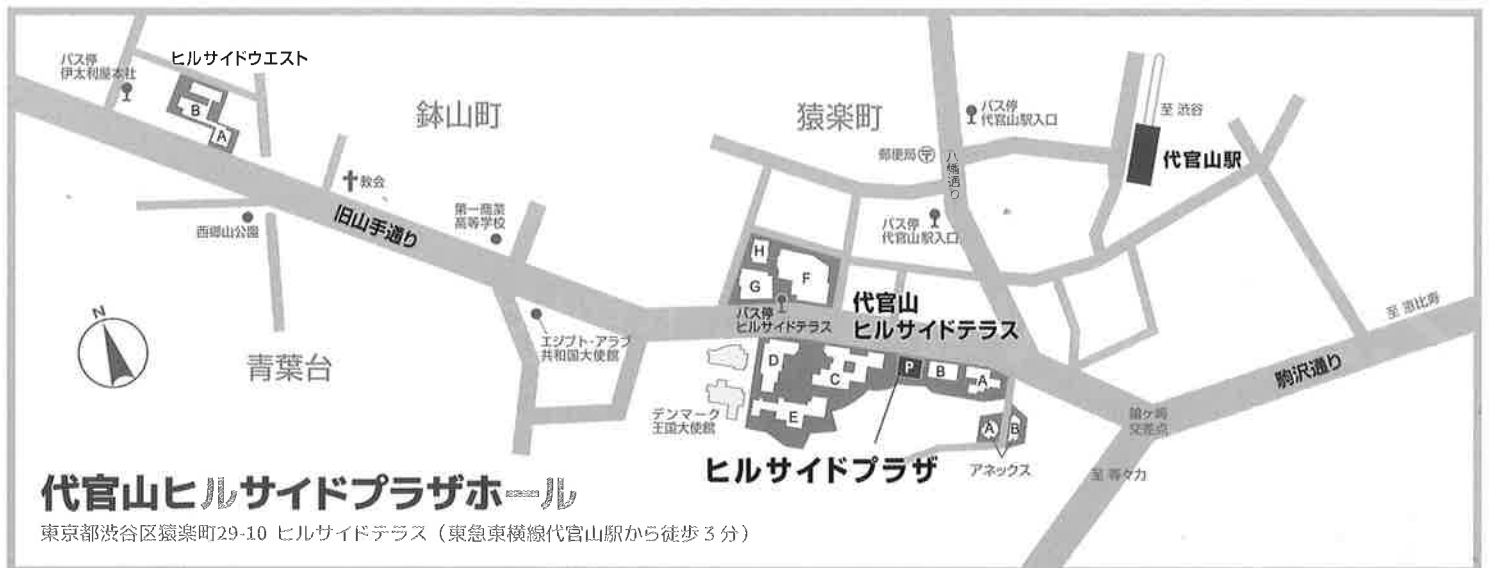 バス停
伊太利屋本社
ヒルサイドウエスト
B
A
鉢山町
猿楽町
バス停
代官山駅入口
至 渋谷
郵便局
八幡通り
代官山駅
教会
旧山手通り
第一商業
高等学校
西郷山公園
バス停
代官山駅入口
H
F
G
バス停
ヒルサイドテラス
代官山
ヒルサイドテラス
N
青葉台
エジプト・アラブ
共和国大使館
D
C
P
B
A
E
A
B
デンマーク
王国大使館
至 恵比寿
駒沢通り
鎗ヶ崎
交差点
ヒルサイドプラザ
アネックス
至 等々力
代官山ヒルサイドプラザホール
東京都渋谷区猿楽町29-10 ヒルサイドテラス（東急東横線代官山駅から徒歩３分）